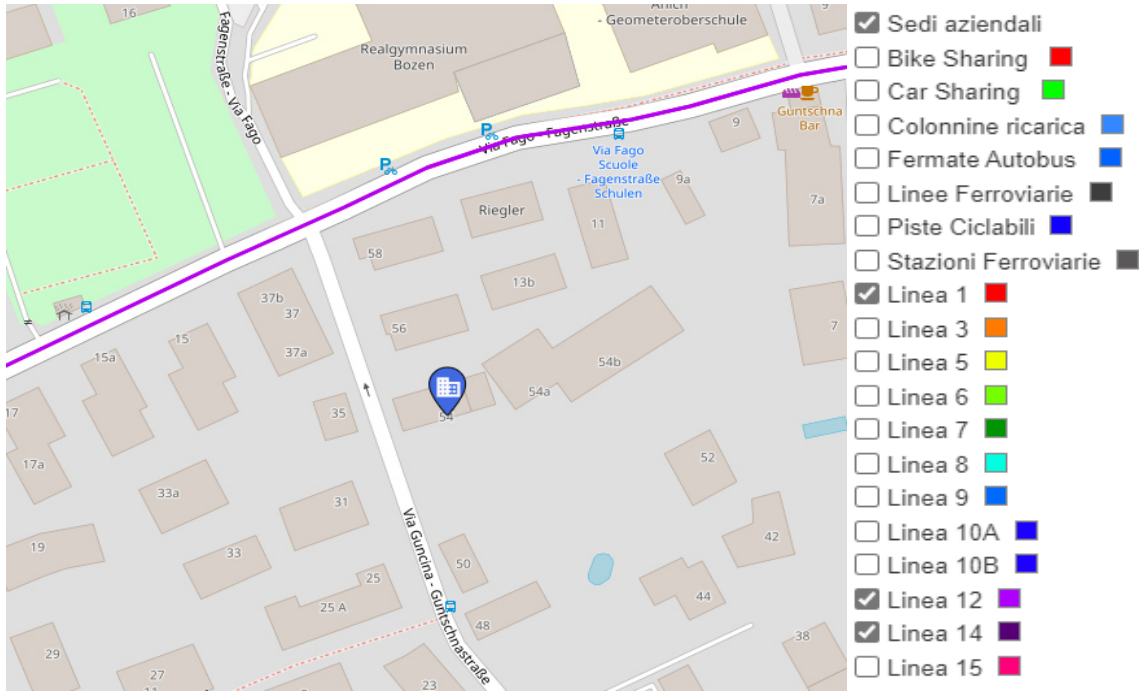 16
Fagenstraße - Via Fago
Realgymnasium
Bozen
Anich
- Geometeroberschule
9
Via Fago - Fagenstraße
Guntschna
Bar
Via Fago
Scuole
- Fagenstraße
Schulen
9
9a
7a
Riegler
11
58
13b
37b
37
37a
56
54b
54a
7
15
15a
54
35
17
17a
33a
31
52
19
33
50
42
25
25 A
Via Guncina - Guntschnastraße
44
48
38
29
27
11
23
Sedi aziendali
Bike Sharing
Car Sharing
Colonnine ricarica
Fermate Autobus
Linee Ferroviarie
Piste Ciclabili
Stazioni Ferroviarie
Linea 1
Linea 3
Linea 5
Linea 6
Linea 7
Linea 8
Linea 9
Linea 10A
Linea 10B
Linea 12
Linea 14
Linea 15